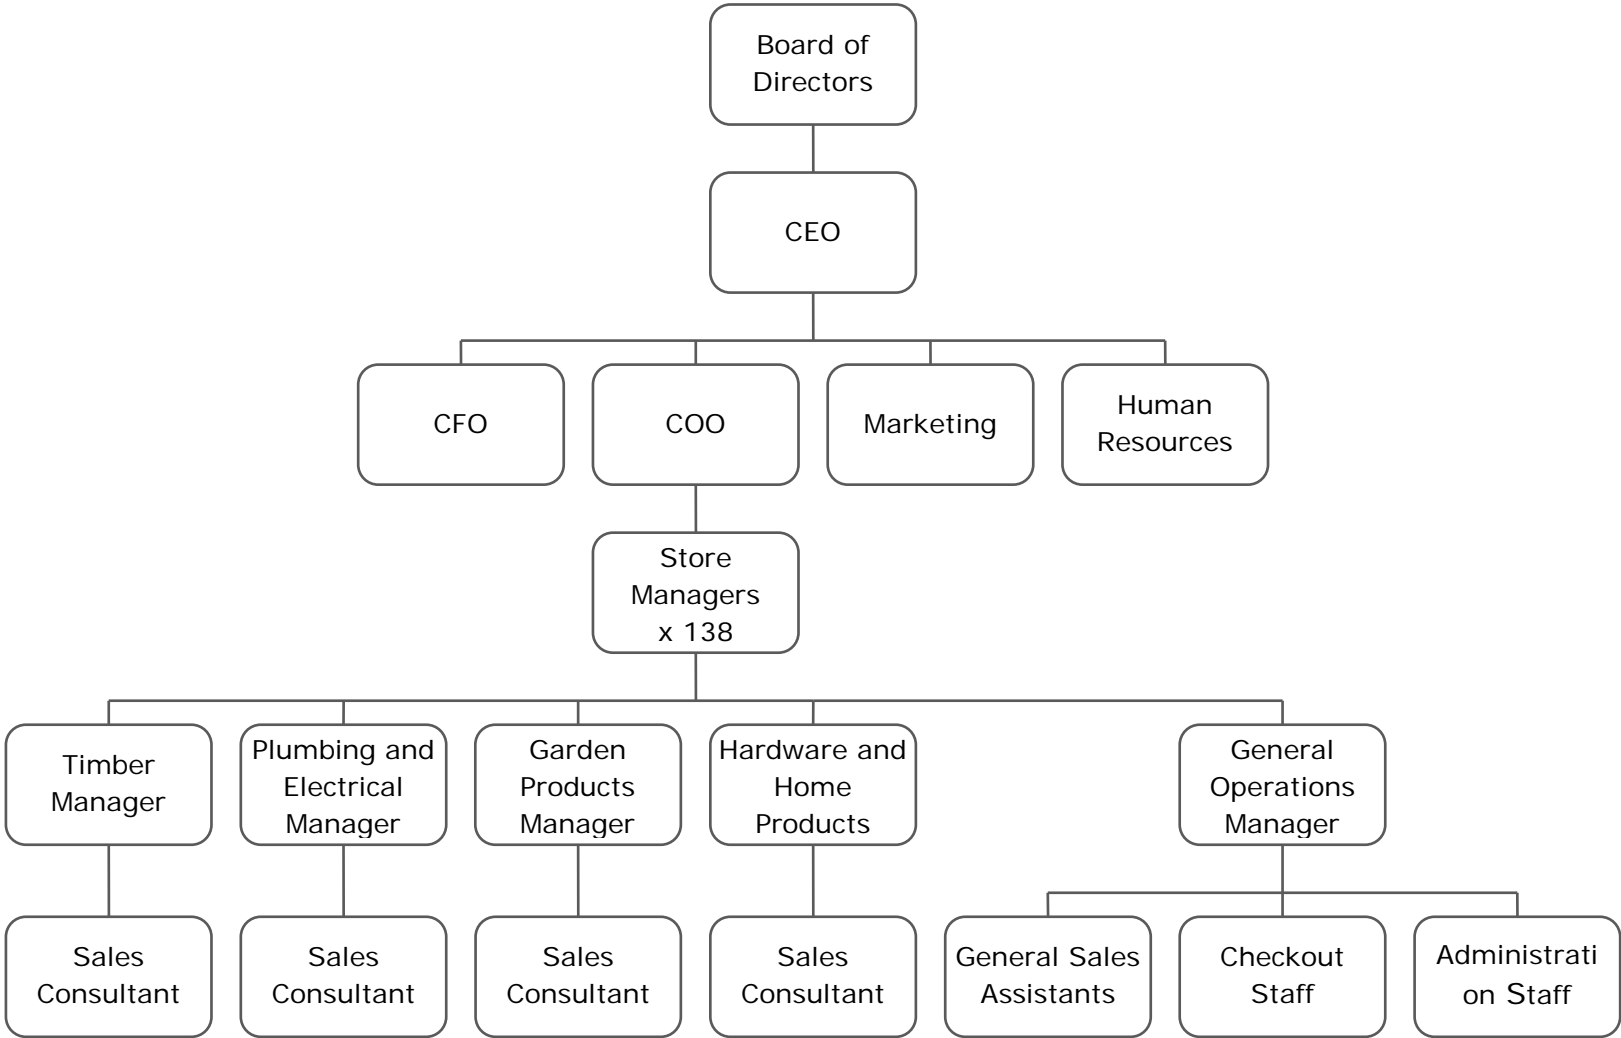 Board of
Directors
CEO
CFO
COO
Marketing
Human
Resources
Store
Managers
x 138
Timber
Manager
Plumbing and
Electrical
Manager
Garden
Products
Manager
Hardware and
Home
Products
General
Operations
Manager
Sales
Consultant
Sales
Consultant
Sales
Consultant
Sales
Consultant
General Sales
Assistants
Checkout
Staff
Administrati
on Staff